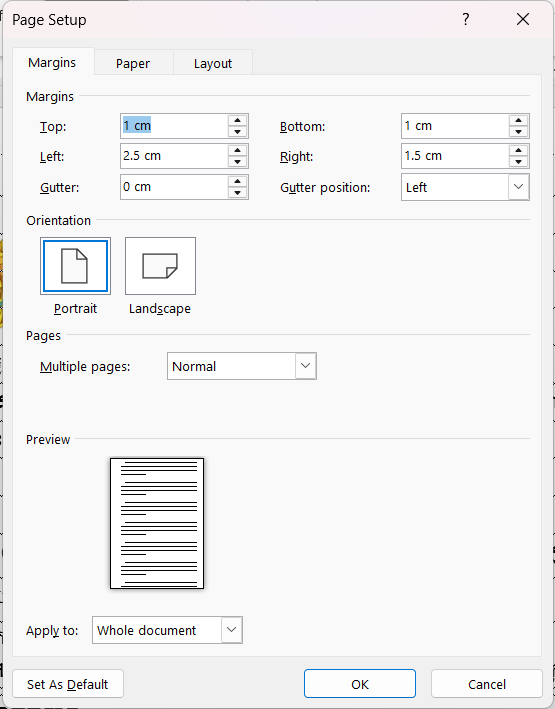 Page Setup ?
Margins Paper Layout
Margins
Top: 1 cm Bottom: 1 cm
Left: 2.5 cm Right: 1.5 cm
Gutter: 0 cm Gutter position: Left
Orientation
Portrait Landscape
Pages
Multiple pages: Normal
Preview
Apply to: Whole document
Set As Default OK Cancel